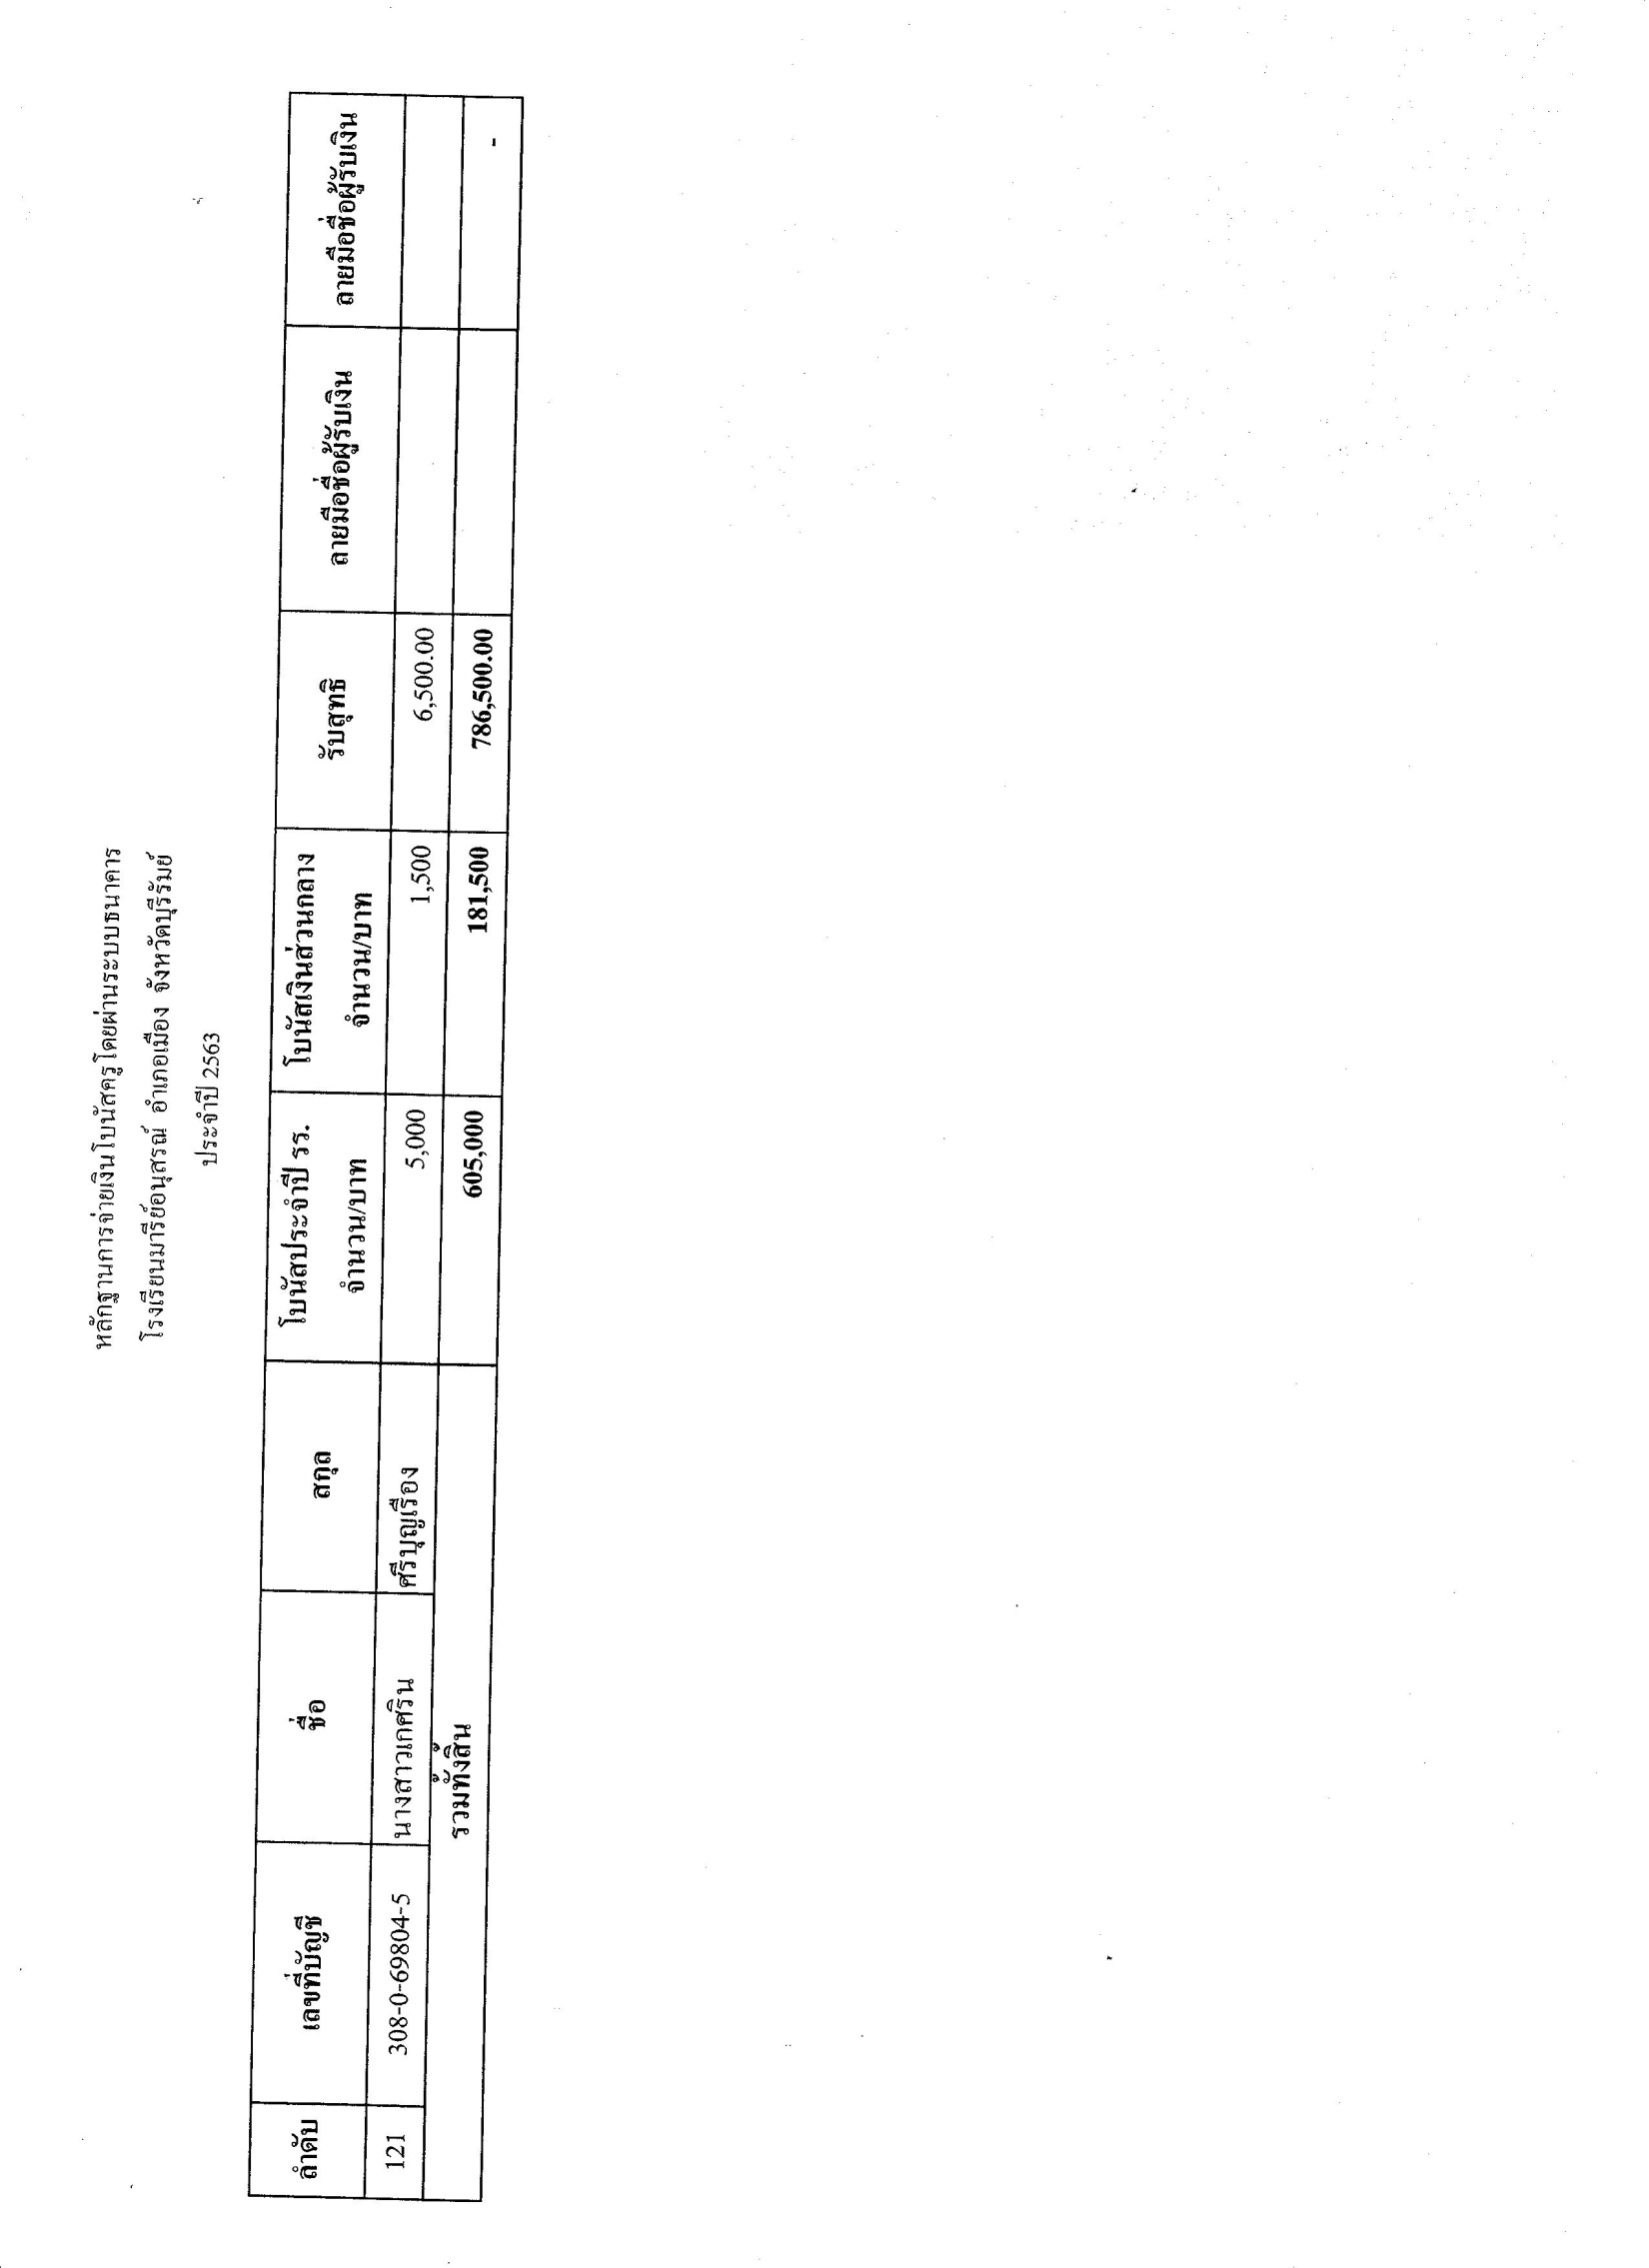 หลักฐานการจ่ายเงินโบนัสครูโดยผ่านระบบธนาคาร
โรงเรียนมารีย์อนุสรณ์ อำเภอเมือง จังหวัดบุรีรัมย์
ประจำปี 2563
ลำดับ เลขที่บัญชี ชื่อ สกุล โบนัสประจำปี รร. โบนัสเงินส่วนกลาง รับสุทธิ ลายมือชื่อผู้รับเงิน ลายมือชื่อผู้รับเงิน
จำนวน/บาท จำนวน/บาท
121 308-0-69804-5 นางสาวเกศริน ศรีบุญเรือง 5,000 1,500 6,500.00
รวมทั้งสิ้น 605,000 181,500 786,500.00 -